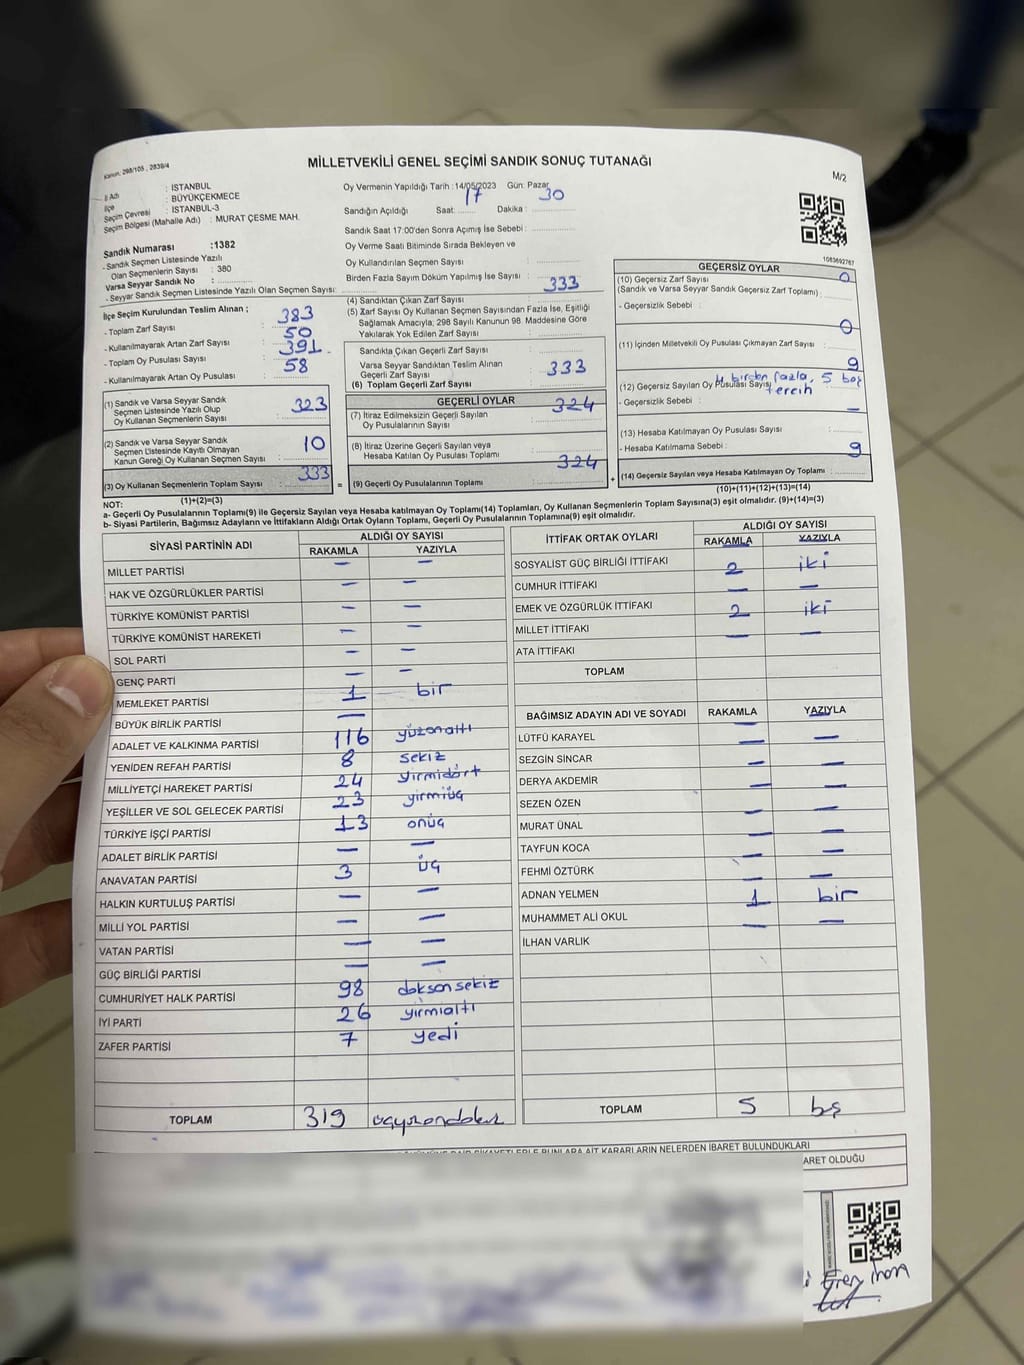 Kanun. 298/105 , 2839/4
MİLLETVEKİLİ GENEL SEÇİMİ SANDIK SONUÇ TUTANAĞI
M/2
İl Adı : İSTANBUL
İlçe : BÜYÜKÇEKMECE
Seçim Çevresi : İSTANBUL-3
Seçim Bölgesi (Mahalle Adı) : MURAT ÇESME MAH.
Sandık Numarası :1382
- Sandık Seçmen Listesinde Yazılı
Olan Seçmenlerin Sayısı : 380
Varsa Seyyar Sandık No :
- Seyyar Sandık Seçmen Listesinde Yazılı Olan Seçmen Sayısı:
Oy Vermenin Yapıldığı Tarih :14/05/2023 Gün: Pazar
Sandığın Açıldığı Saat: 17 Dakika : 30
Sandık Saat 17:00'den Sonra Açımış İse Sebebi :
Oy Verme Saati Bitiminde Sırada Bekleyen ve
Oy Kullandırılan Seçmen Sayısı :
Birden Fazla Sayım Döküm Yapılmış İse Sayısı :
1083692767
İlçe Seçim Kurulundan Teslim Alınan ;
- Toplam Zarf Sayısı : 383
- Kullanılmayarak Artan Zarf Sayısı : 50
- Toplam Oy Pusulası Sayısı : 391
- Kullanılmayarak Artan Oy Pusulası : 58
(1) Sandık ve Varsa Seyyar Sandık
Seçmen Listesinde Yazılı Olup
Oy Kullanan Seçmenlerin Sayısı : 323
(2) Sandık ve Varsa Seyyar Sandık
Seçmen Listesinde Kayıtlı Olmayan
Kanun Gereği Oy Kullanan Seçmen Sayısı : 10
(3) Oy Kullanan Seçmenlerin Toplam Sayısı : 333
(1)+(2)=(3)
(4) Sandıktan Çıkan Zarf Sayısı : 333
(5) Zarf Sayısı Oy Kullanan Seçmen Sayısından Fazla İse, Eşitliği
Sağlamak Amacıyla, 298 Sayılı Kanunun 98. Maddesine Göre
Yakılarak Yok Edilen Zarf Sayısı :
Sandıkta Çıkan Geçerli Zarf Sayısı :
Varsa Seyyar Sandıktan Teslim Alınan
Geçerli Zarf Sayısı :
(6) Toplam Geçerli Zarf Sayısı : 333
=
GEÇERLİ OYLAR
(7) İtiraz Edilmeksizin Geçerli Sayılan
Oy Pusulalarının Sayısı : 324
(8) İtiraz Üzerine Geçerli Sayılan veya
Hesaba Katılan Oy Pusulası Toplamı :
(9) Geçerli Oy Pusulalarının Toplamı : 324
+
GEÇERSİZ OYLAR
(10) Geçersiz Zarf Sayısı 0
(Sandık ve Varsa Seyyar Sandık Geçersiz Zarf Toplamı) :
- Geçersizlik Sebebi :
(11) İçinden Milletvekili Oy Pusulası Çıkmayan Zarf Sayısı : 0
(12) Geçersiz Sayılan Oy Pusulası Sayısı : 9
- Geçersizlik Sebebi : 4 birden fazla, 5 boş
tercih
(13) Hesaba Katılmayan Oy Pusulası Sayısı : —
- Hesaba Katılmama Sebebi :
(14) Geçersiz Sayılan veya Hesaba Katılmayan Oy Toplamı : 9
(10)+(11)+(12)+(13)=(14)
NOT:
a- Geçerli Oy Pusulalarının Toplamı(9) ile Geçersiz Sayılan veya Hesaba katılmayan Oy Toplamı(14) Toplamları, Oy Kullanan Seçmenlerin Toplam Sayısına(3) eşit olmalıdır. (9)+(14)=(3)
b- Siyasi Partilerin, Bağımsız Adayların ve İttifakların Aldığı Ortak Oyların Toplamı, Geçerli Oy Pusulalarının Toplamına(9) eşit olmalıdır.
SİYASİ PARTİNİN ADI ALDIĞI OY SAYISI
RAKAMLA YAZIYLA
MİLLET PARTİSİ — —
HAK VE ÖZGÜRLÜKLER PARTİSİ — —
TÜRKİYE KOMÜNİST PARTİSİ — —
TÜRKİYE KOMÜNİST HAREKETİ — —
SOL PARTİ — —
GENÇ PARTİ — —
MEMLEKET PARTİSİ 1 bir
BÜYÜK BİRLİK PARTİSİ —
ADALET VE KALKINMA PARTİSİ 116 yüzonaltı
YENİDEN REFAH PARTİSİ 8 sekiz
MİLLİYETÇİ HAREKET PARTİSİ 24 yirmidört
YEŞİLLER VE SOL GELECEK PARTİSİ 23 yirmiüç
TÜRKİYE İŞÇİ PARTİSİ 13 onüç
ADALET BİRLİK PARTİSİ — —
ANAVATAN PARTİSİ 3 üç
HALKIN KURTULUŞ PARTİSİ — —
MİLLİ YOL PARTİSİ — —
VATAN PARTİSİ — —
GÜÇ BİRLİĞİ PARTİSİ — —
CUMHURİYET HALK PARTİSİ 98 doksansekiz
İYİ PARTİ 26 yirmialtı
ZAFER PARTİSİ 7 yedi
TOPLAM 319
İTTİFAK ORTAK OYLARI ALDIĞI OY SAYISI
RAKAMLA YAZIYLA
SOSYALİST GÜÇ BİRLİĞİ İTTİFAKI 2 iki
CUMHUR İTTİFAKI — —
EMEK VE ÖZGÜRLÜK İTTİFAKI 2 iki
MİLLET İTTİFAKI — —
ATA İTTİFAKI
TOPLAM
BAĞIMSIZ ADAYIN ADI VE SOYADI RAKAMLA YAZIYLA
LÜTFÜ KARAYEL — —
SEZGİN SİNCAR — —
DERYA AKDEMİR — —
SEZEN ÖZEN — —
MURAT ÜNAL — —
TAYFUN KOCA — —
FEHMİ ÖZTÜRK — —
ADNAN YELMEN 1 bir
MUHAMMET ALİ OKUL — —
İLHAN VARLIK
TOPLAM 5 bş
KARARLARIN NELERDEN İBARET BULUNDUKLARI
ARET OLDUĞU
Eren